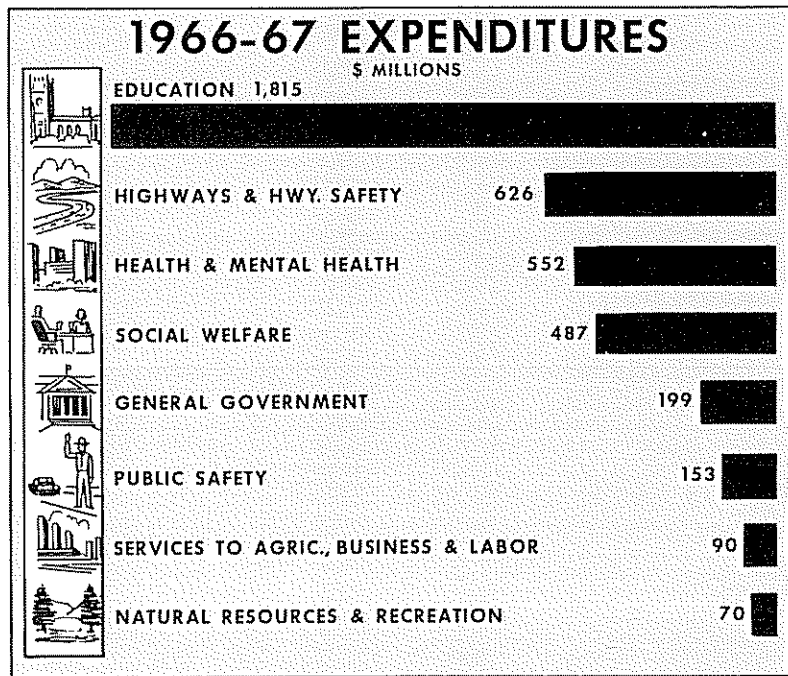 1966-67 EXPENDITURES
$ MILLIONS
EDUCATION 1,815
HIGHWAYS & HWY. SAFETY 626
HEALTH & MENTAL HEALTH 552
SOCIAL WELFARE 487
GENERAL GOVERNMENT 199
PUBLIC SAFETY 153
SERVICES TO AGRIC., BUSINESS & LABOR 90
NATURAL RESOURCES & RECREATION 70